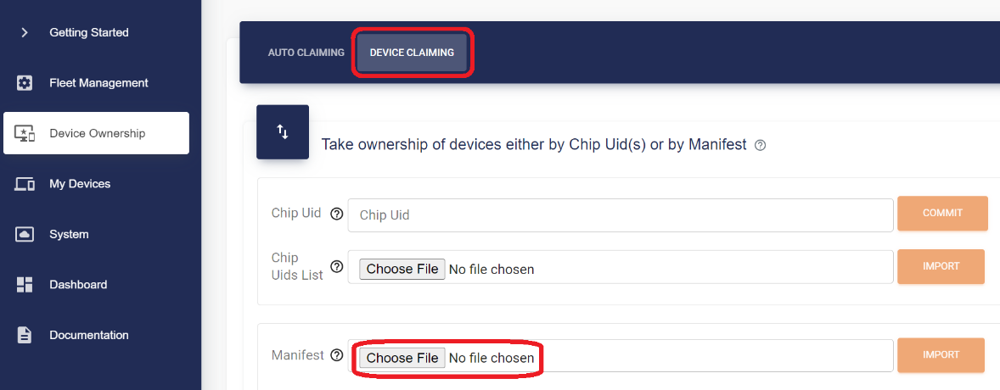 Getting Started
Fleet Management
Device Ownership
My Devices
System
Dashboard
Documentation
AUTO CLAIMING
DEVICE CLAIMING
Take ownership of devices either by Chip Uid(s) or by Manifest ?
Chip Uid ?
Chip Uid
COMMIT
Chip
Uids List ?
Choose File No file chosen
IMPORT
Manifest ?
Choose File No file chosen
IMPORT